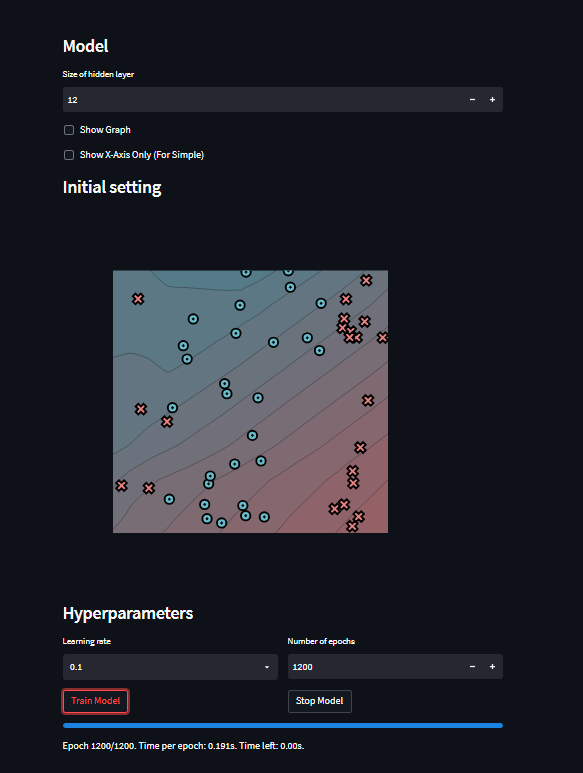 Model
Size of hidden layer
12
Show Graph
Show X-Axis Only (For Simple)
Initial setting
Hyperparameters
Learning rate
Number of epochs
0.1
1200
Train Model
Stop Model
Epoch 1200/1200. Time per epoch: 0.191s. Time left: 0.00s.